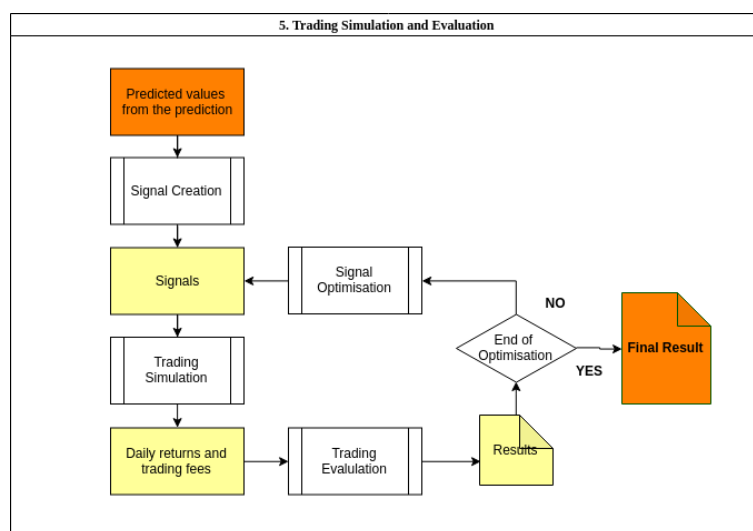 5. Trading Simulation and Evaluation
Predicted values
from the prediction
Signal Creation
Signals
Signal
Optimisation
NO
End of
Optimisation
YES
Final Result
Trading
Simulation
Daily returns and
trading fees
Trading
Evalulation
Results